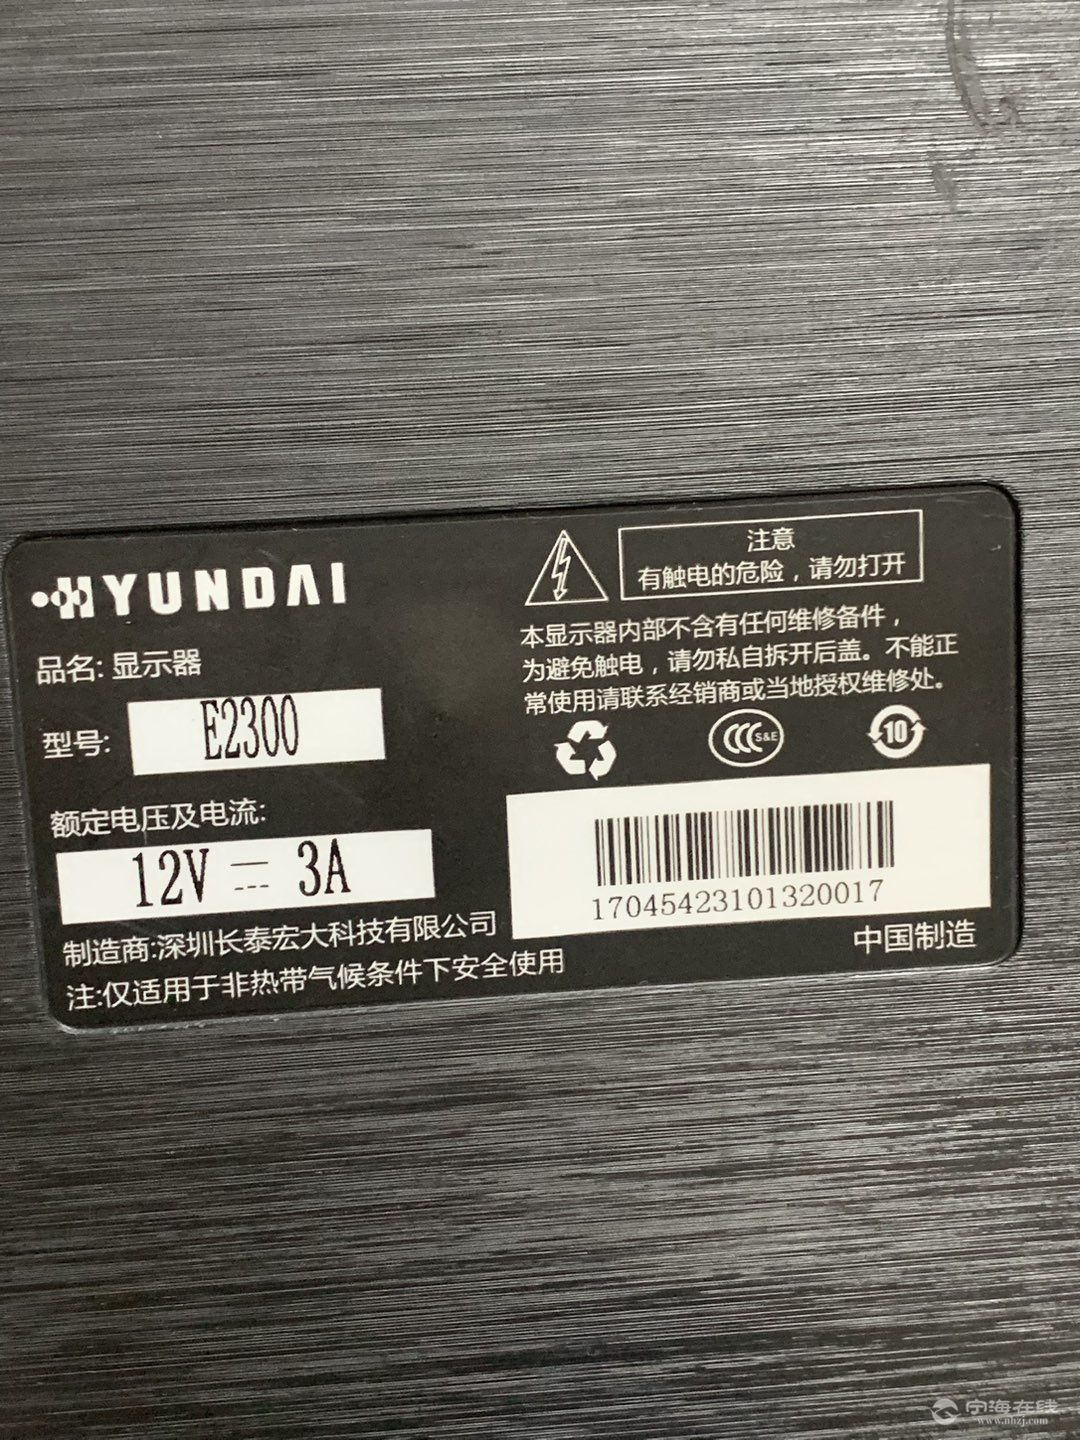 HYUNDAI
品名: 显示器
型号: E2300
额定电压及电流:
12V 3A
制造商:深圳长泰宏大科技有限公司
注:仅适用于非热带气候条件下安全使用
注意
有触电的危险，请勿打开
本显示器内部不含有任何维修备件，
为避免触电，请勿私自拆开后盖。不能正
常使用请联系经销商或当地授权维修处。
CCC S&E
10
17045423101320017
中国制造
宁海在线
www.nhzj.com